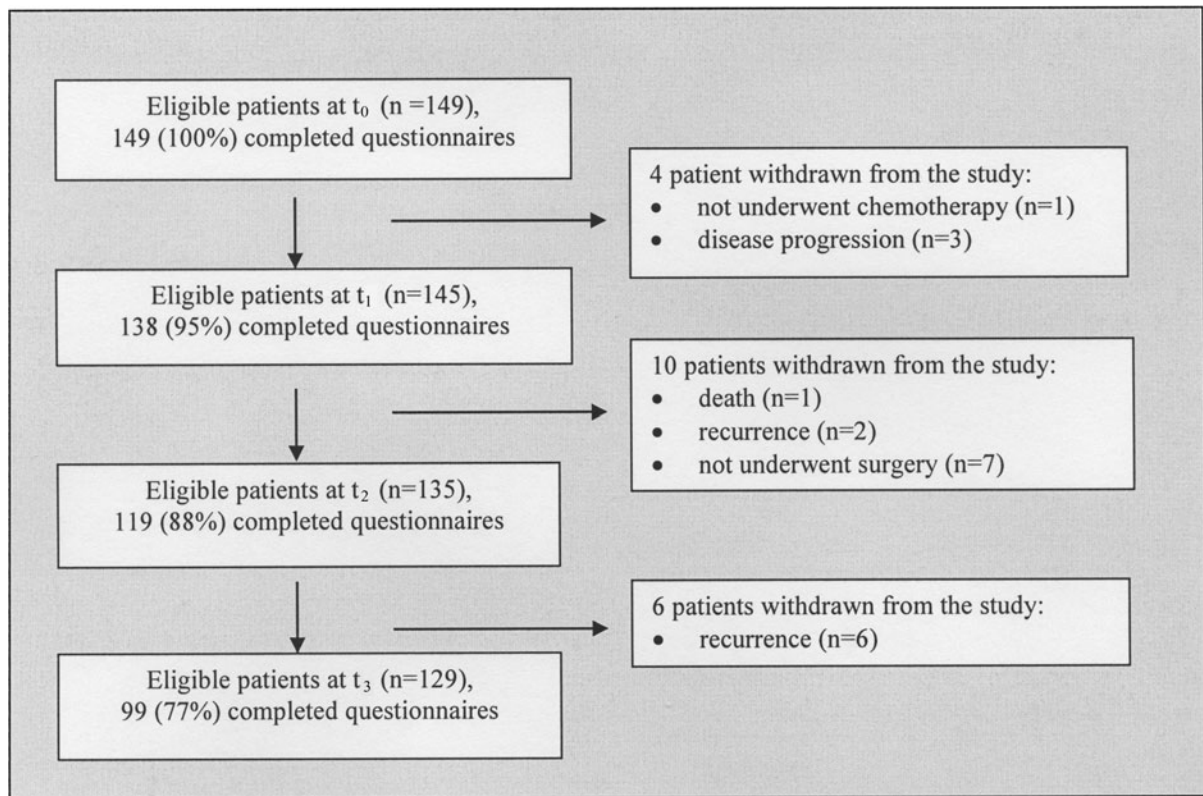 Eligible patients at t₀ (n =149),
149 (100%) completed questionnaires
4 patient withdrawn from the study:
• not underwent chemotherapy (n=1)
• disease progression (n=3)
Eligible patients at t₁ (n=145),
138 (95%) completed questionnaires
10 patients withdrawn from the study:
• death (n=1)
• recurrence (n=2)
• not underwent surgery (n=7)
Eligible patients at t₂ (n=135),
119 (88%) completed questionnaires
6 patients withdrawn from the study:
• recurrence (n=6)
Eligible patients at t₃ (n=129),
99 (77%) completed questionnaires